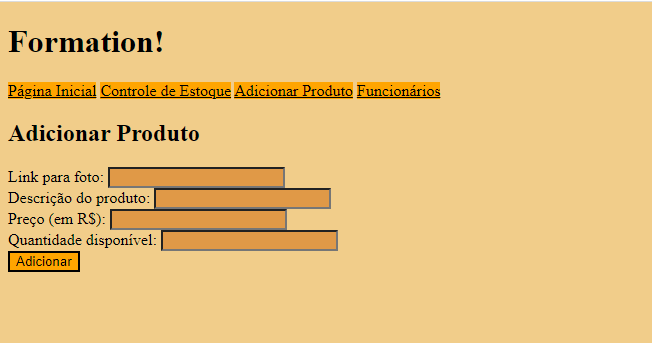 Formation!
Página Inicial Controle de Estoque Adicionar Produto Funcionários
Adicionar Produto
Link para foto:
Descrição do produto:
Preço (em R$):
Quantidade disponível:
Adicionar